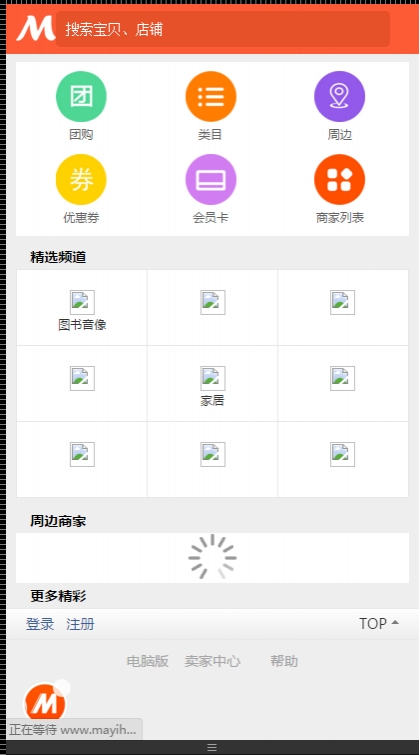 搜索宝贝、店铺
团
团购 类目 周边
券
优惠券 会员卡 商家列表
精选频道
图书音像
家居
周边商家
更多精彩
登录 注册 TOP
电脑版 卖家中心 帮助
正在等待 www.mayih...